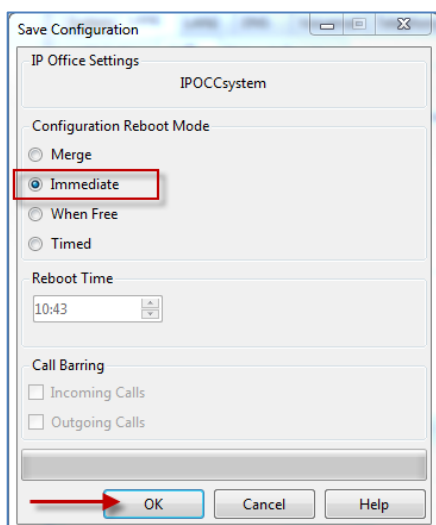 Save Configuration
IP Office Settings
IPOCCsystem
Configuration Reboot Mode
Merge
Immediate
When Free
Timed
Reboot Time
10:43
Call Barring
Incoming Calls
Outgoing Calls
OK Cancel Help